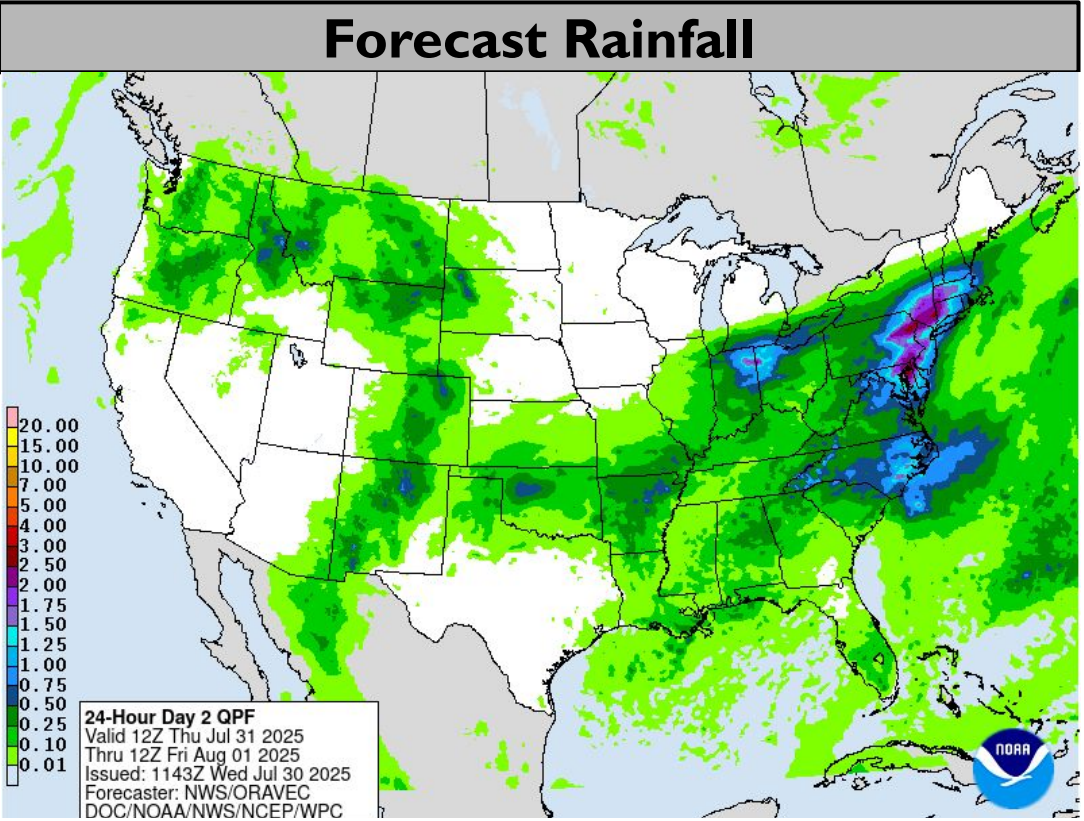 Forecast Rainfall
20.00
15.00
10.00
7.00
5.00
4.00
3.00
2.50
2.00
1.75
1.50
1.25
1.00
0.75
0.50
0.25
0.10
0.01
24-Hour Day 2 QPF
Valid 12Z Thu Jul 31 2025
Thru 12Z Fri Aug 01 2025
Issued: 1143Z Wed Jul 30 2025
Forecaster: NWS/ORAVEC
DOC/NOAA/NWS/NCEP/WPC
NOAA